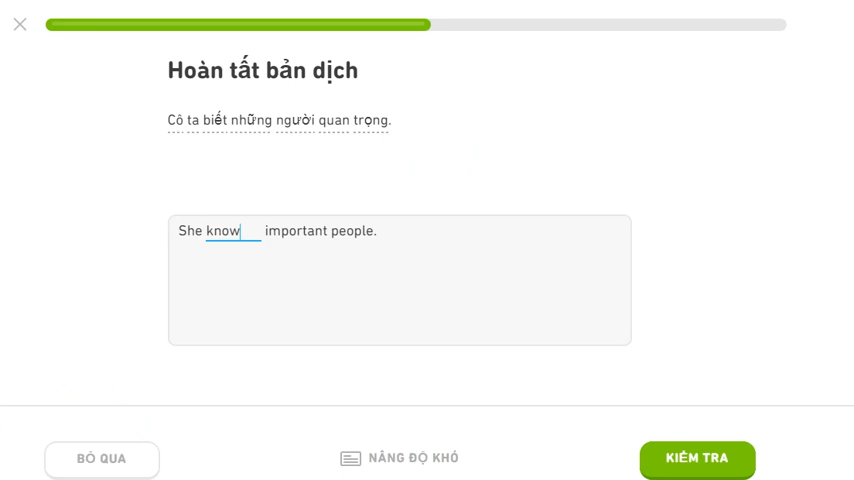 Hoàn tất bản dịch
Cô ta biết những người quan trọng.
She know important people.
BỎ QUA
NÂNG ĐỘ KHÓ
KIỂM TRA